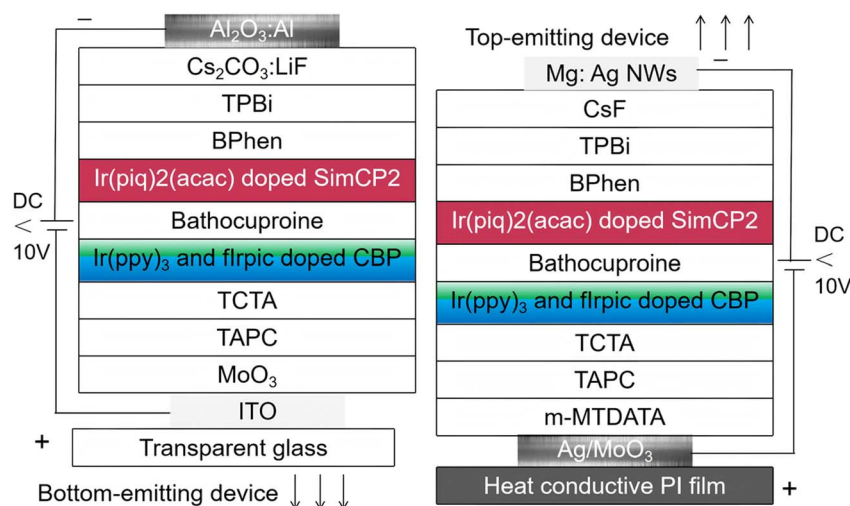 −
Al₂O₃:Al
Cs₂CO₃:LiF
TPBi
BPhen
Ir(piq)2(acac) doped SimCP2
DC
<
10V
Bathocuproine
Ir(ppy)₃ and flrpic doped CBP
TCTA
TAPC
MoO₃
ITO
+
Transparent glass
Bottom-emitting device ↓ ↓ ↓
Top-emitting device ↑ ↑ ↑
−
Mg: Ag NWs
CsF
TPBi
BPhen
Ir(piq)2(acac) doped SimCP2
Bathocuproine
DC
<
10V
Ir(ppy)₃ and flrpic doped CBP
TCTA
TAPC
m-MTDATA
Ag/MoO₃
Heat conductive PI film
+